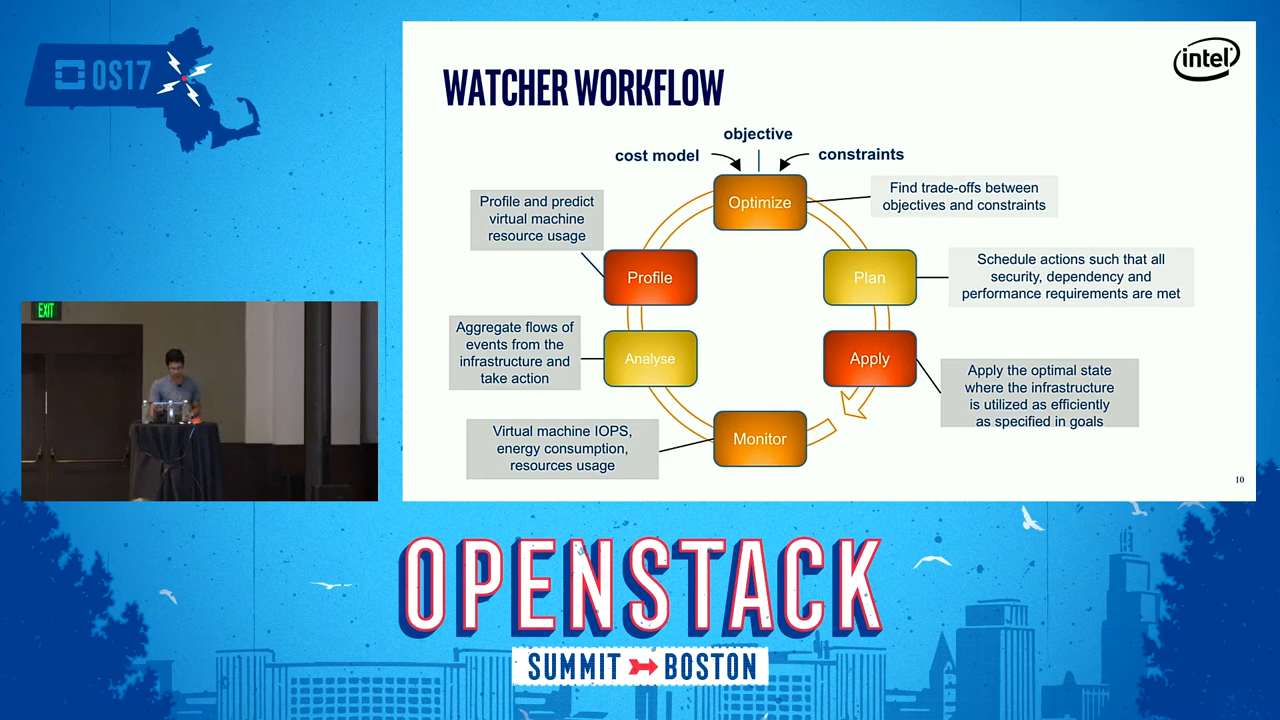 OS17
intel
WATCHER WORKFLOW
objective
cost model
constraints
Optimize
Find trade-offs between
objectives and constraints
Profile and predict
virtual machine
resource usage
Profile
Plan
Schedule actions such that all
security, dependency and
performance requirements are met
Aggregate flows of
events from the
infrastructure and
take action
Analyse
Apply
Apply the optimal state
where the infrastructure
is utilized as efficiently
as specified in goals
Virtual machine IOPS,
energy consumption,
resources usage
Monitor
10
EXIT
OPENSTACK
SUMMIT BOSTON